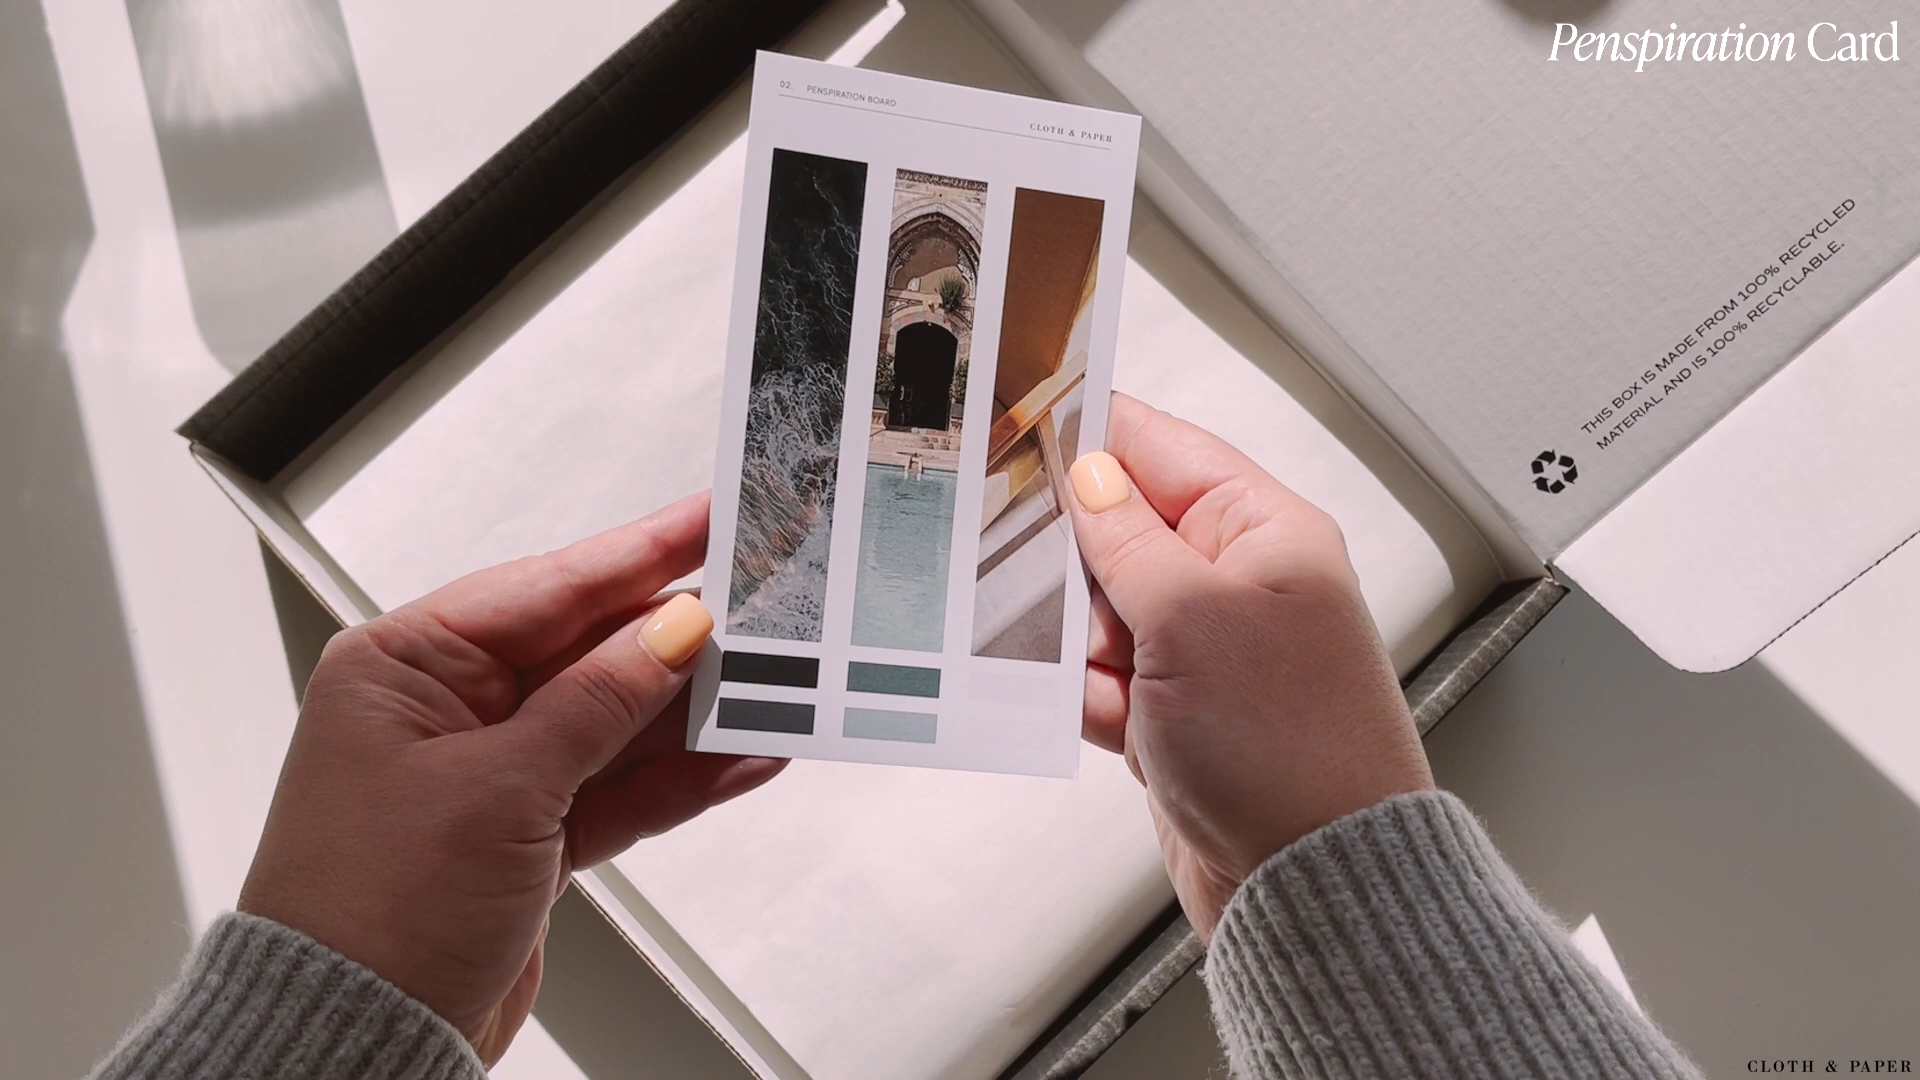 Penspiration Card
02. PENSPIRATION BOARD
CLOTH & PAPER
THIS BOX IS MADE FROM 100% RECYCLED
MATERIAL AND IS 100% RECYCLABLE.
CLOTH & PAPER